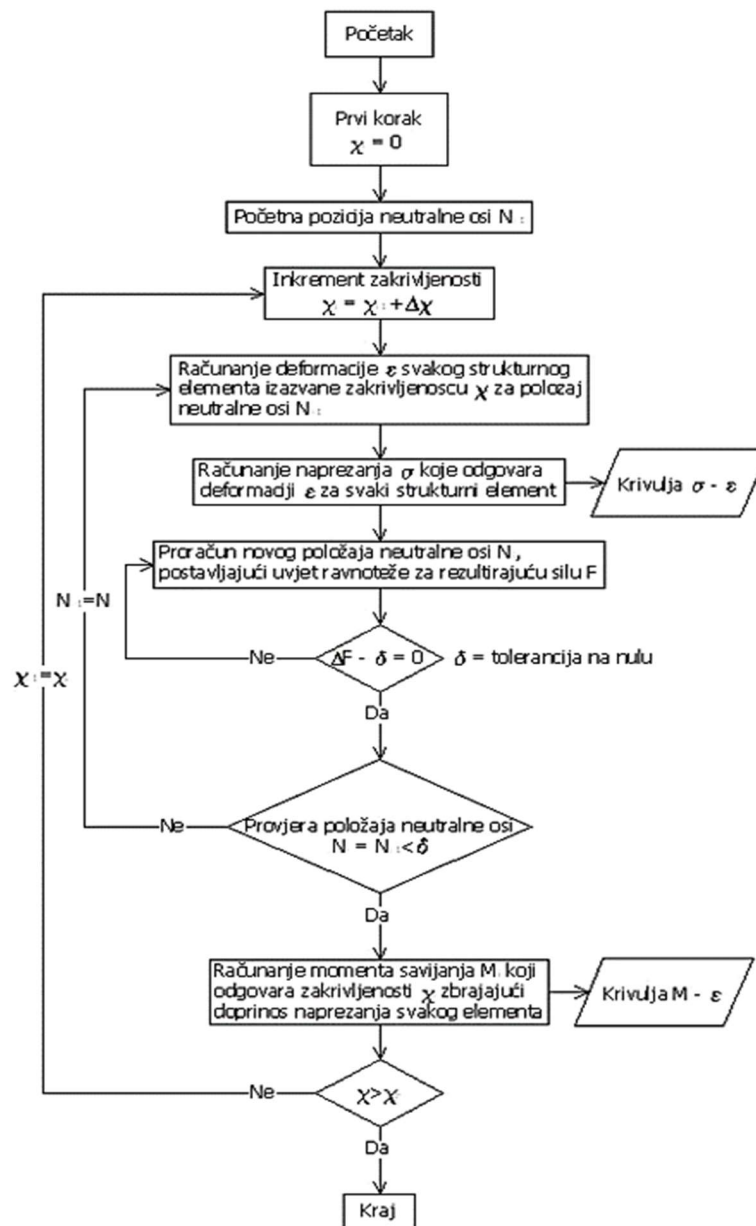 Početak
Prvi korak
χ = 0
Početna pozicija neutralne osi N
Inkrement zakrivljenosti
χ = χ + Δχ
Računanje deformacije ε svakog strukturnog
elementa izazvane zakrivljenoscu χ za polozaj
neutralne osi N
Računanje naprezanja σ koje odgovara
deformaciji ε za svaki strukturni element
Krivulja σ - ε
Proračun novog položaja neutralne osi N ,
postavljajući uvjet ravnoteže za rezultirajuću silu F
N :=N
Ne
ΔF - δ = 0
δ = tolerancija na nulu
χ :=χ
Da
Ne
Provjera položaja neutralne osi
N = N < δ
Da
Računanje momenta savijanja M koji
odgovara zakrivljenosti χ zbrajajući
doprinos naprezanja svakog elementa
Krivulja M - ε
Ne
χ>χ
Da
Kraj